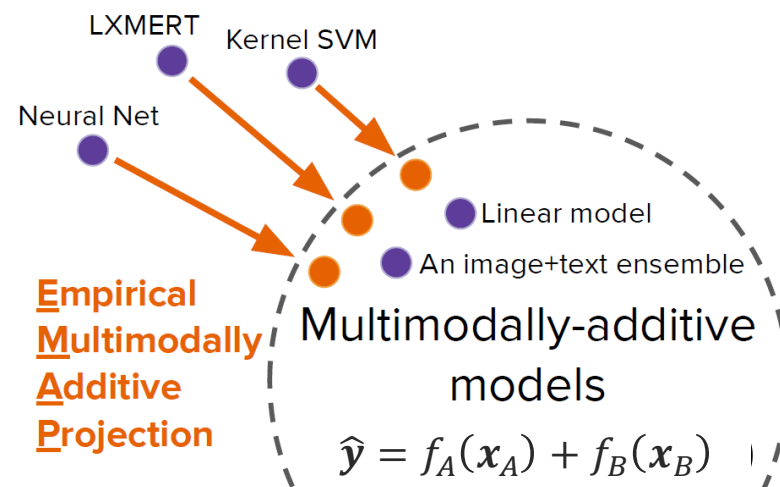 LXMERT
Kernel SVM
Neural Net
Linear model
An image+text ensemble
Empirical
Multimodally
Additive
Projection
Multimodally-additive
models
ŷ = f_A(x_A) + f_B(x_B)